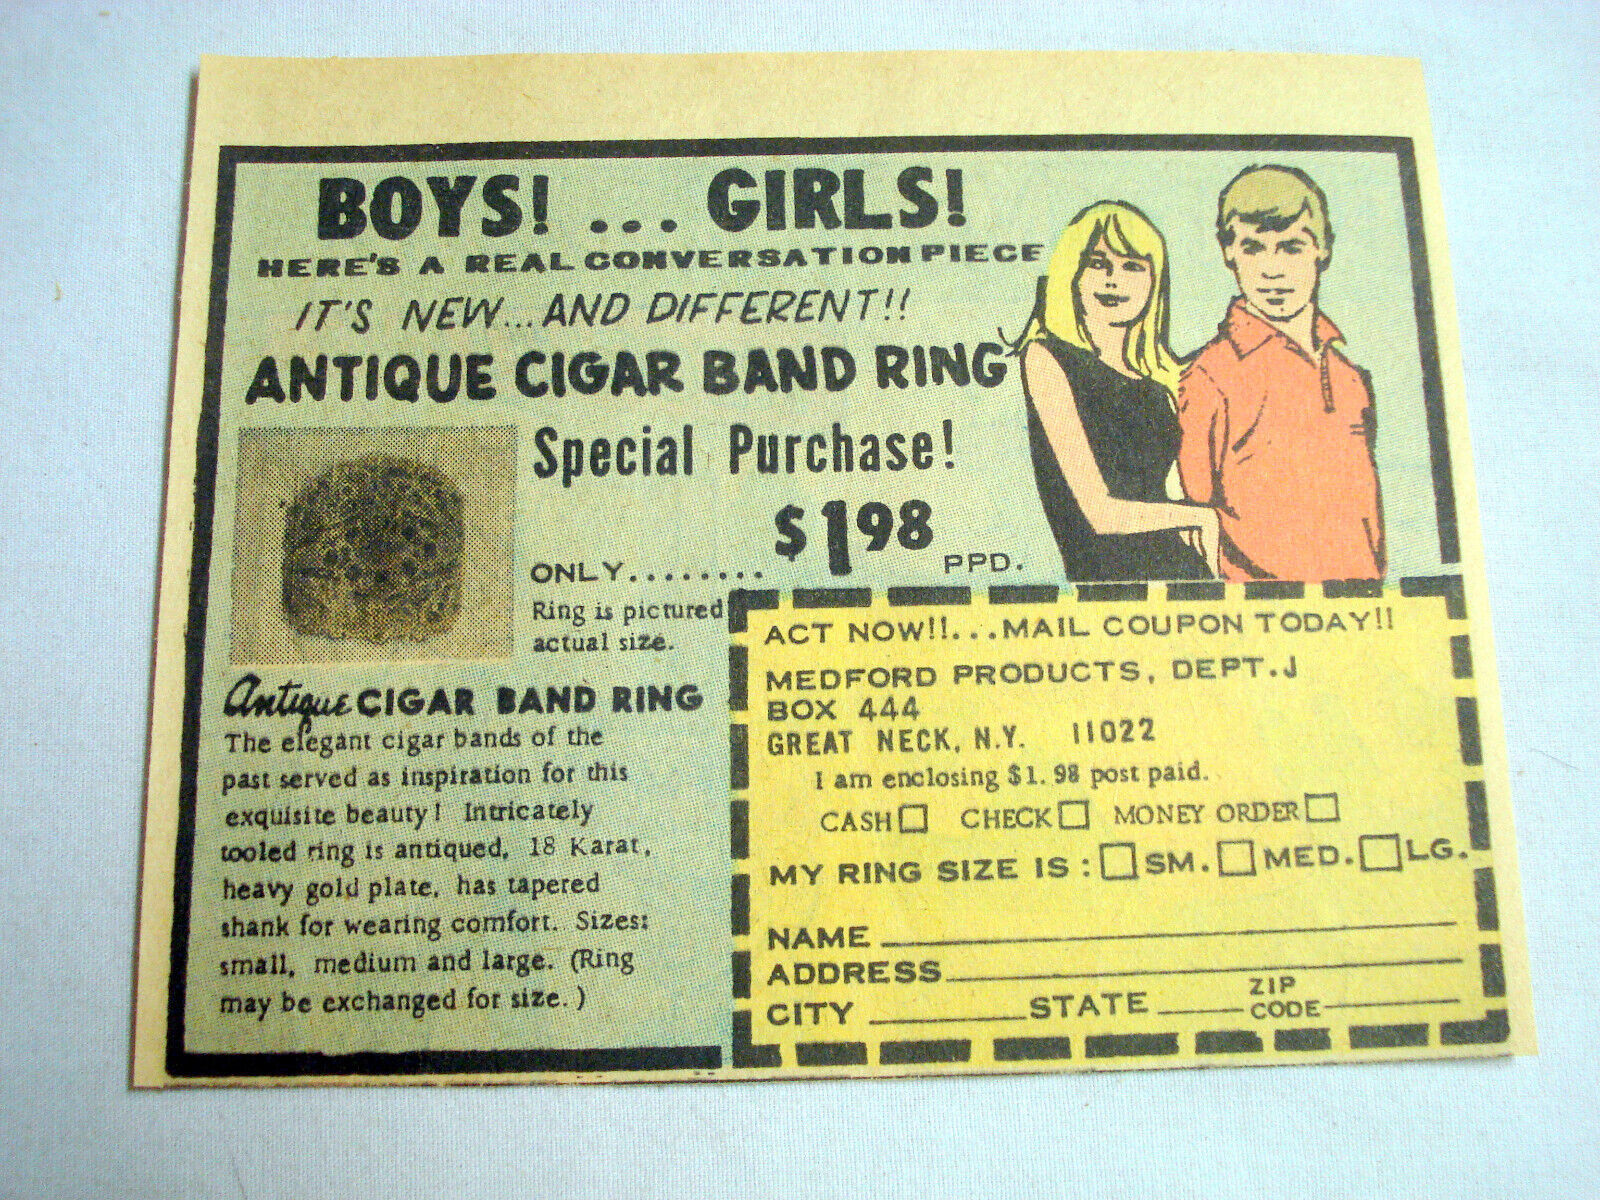 BOYS! ... GIRLS!
HERE'S A REAL CONVERSATION PIECE
IT'S NEW... AND DIFFERENT!!
ANTIQUE CIGAR BAND RING
Special Purchase!
ONLY........ $1.98 PPD.
Ring is pictured
actual size.
Antique CIGAR BAND RING
The elegant cigar bands of the
past served as inspiration for this
exquisite beauty! Intricately
tooled ring is antiqued, 18 Karat,
heavy gold plate, has tapered
shank for wearing comfort. Sizes:
small, medium and large. (Ring
may be exchanged for size.)
ACT NOW!!...MAIL COUPON TODAY!!
MEDFORD PRODUCTS, DEPT. J
BOX 444
GREAT NECK, N.Y. 11022
I am enclosing $1.98 post paid.
CASH CHECK MONEY ORDER
MY RING SIZE IS: SM. MED. LG.
NAME
ADDRESS
CITY STATE ZIP CODE